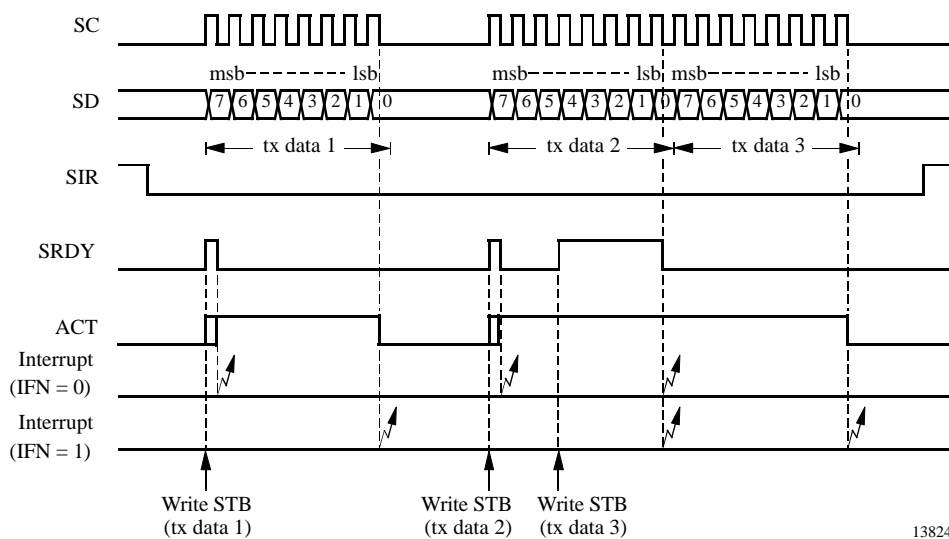 SC
msb lsb msb lsb
SD 7 6 5 4 3 2 1 0 7 6 5 4 3 2 1 0 7 6 5 4 3 2 1 0
tx data 1 tx data 2 tx data 3
SIR
SRDY
ACT
Interrupt
(IFN = 0)
Interrupt
(IFN = 1)
Write STB Write STB Write STB
(tx data 1) (tx data 2) (tx data 3)
13824